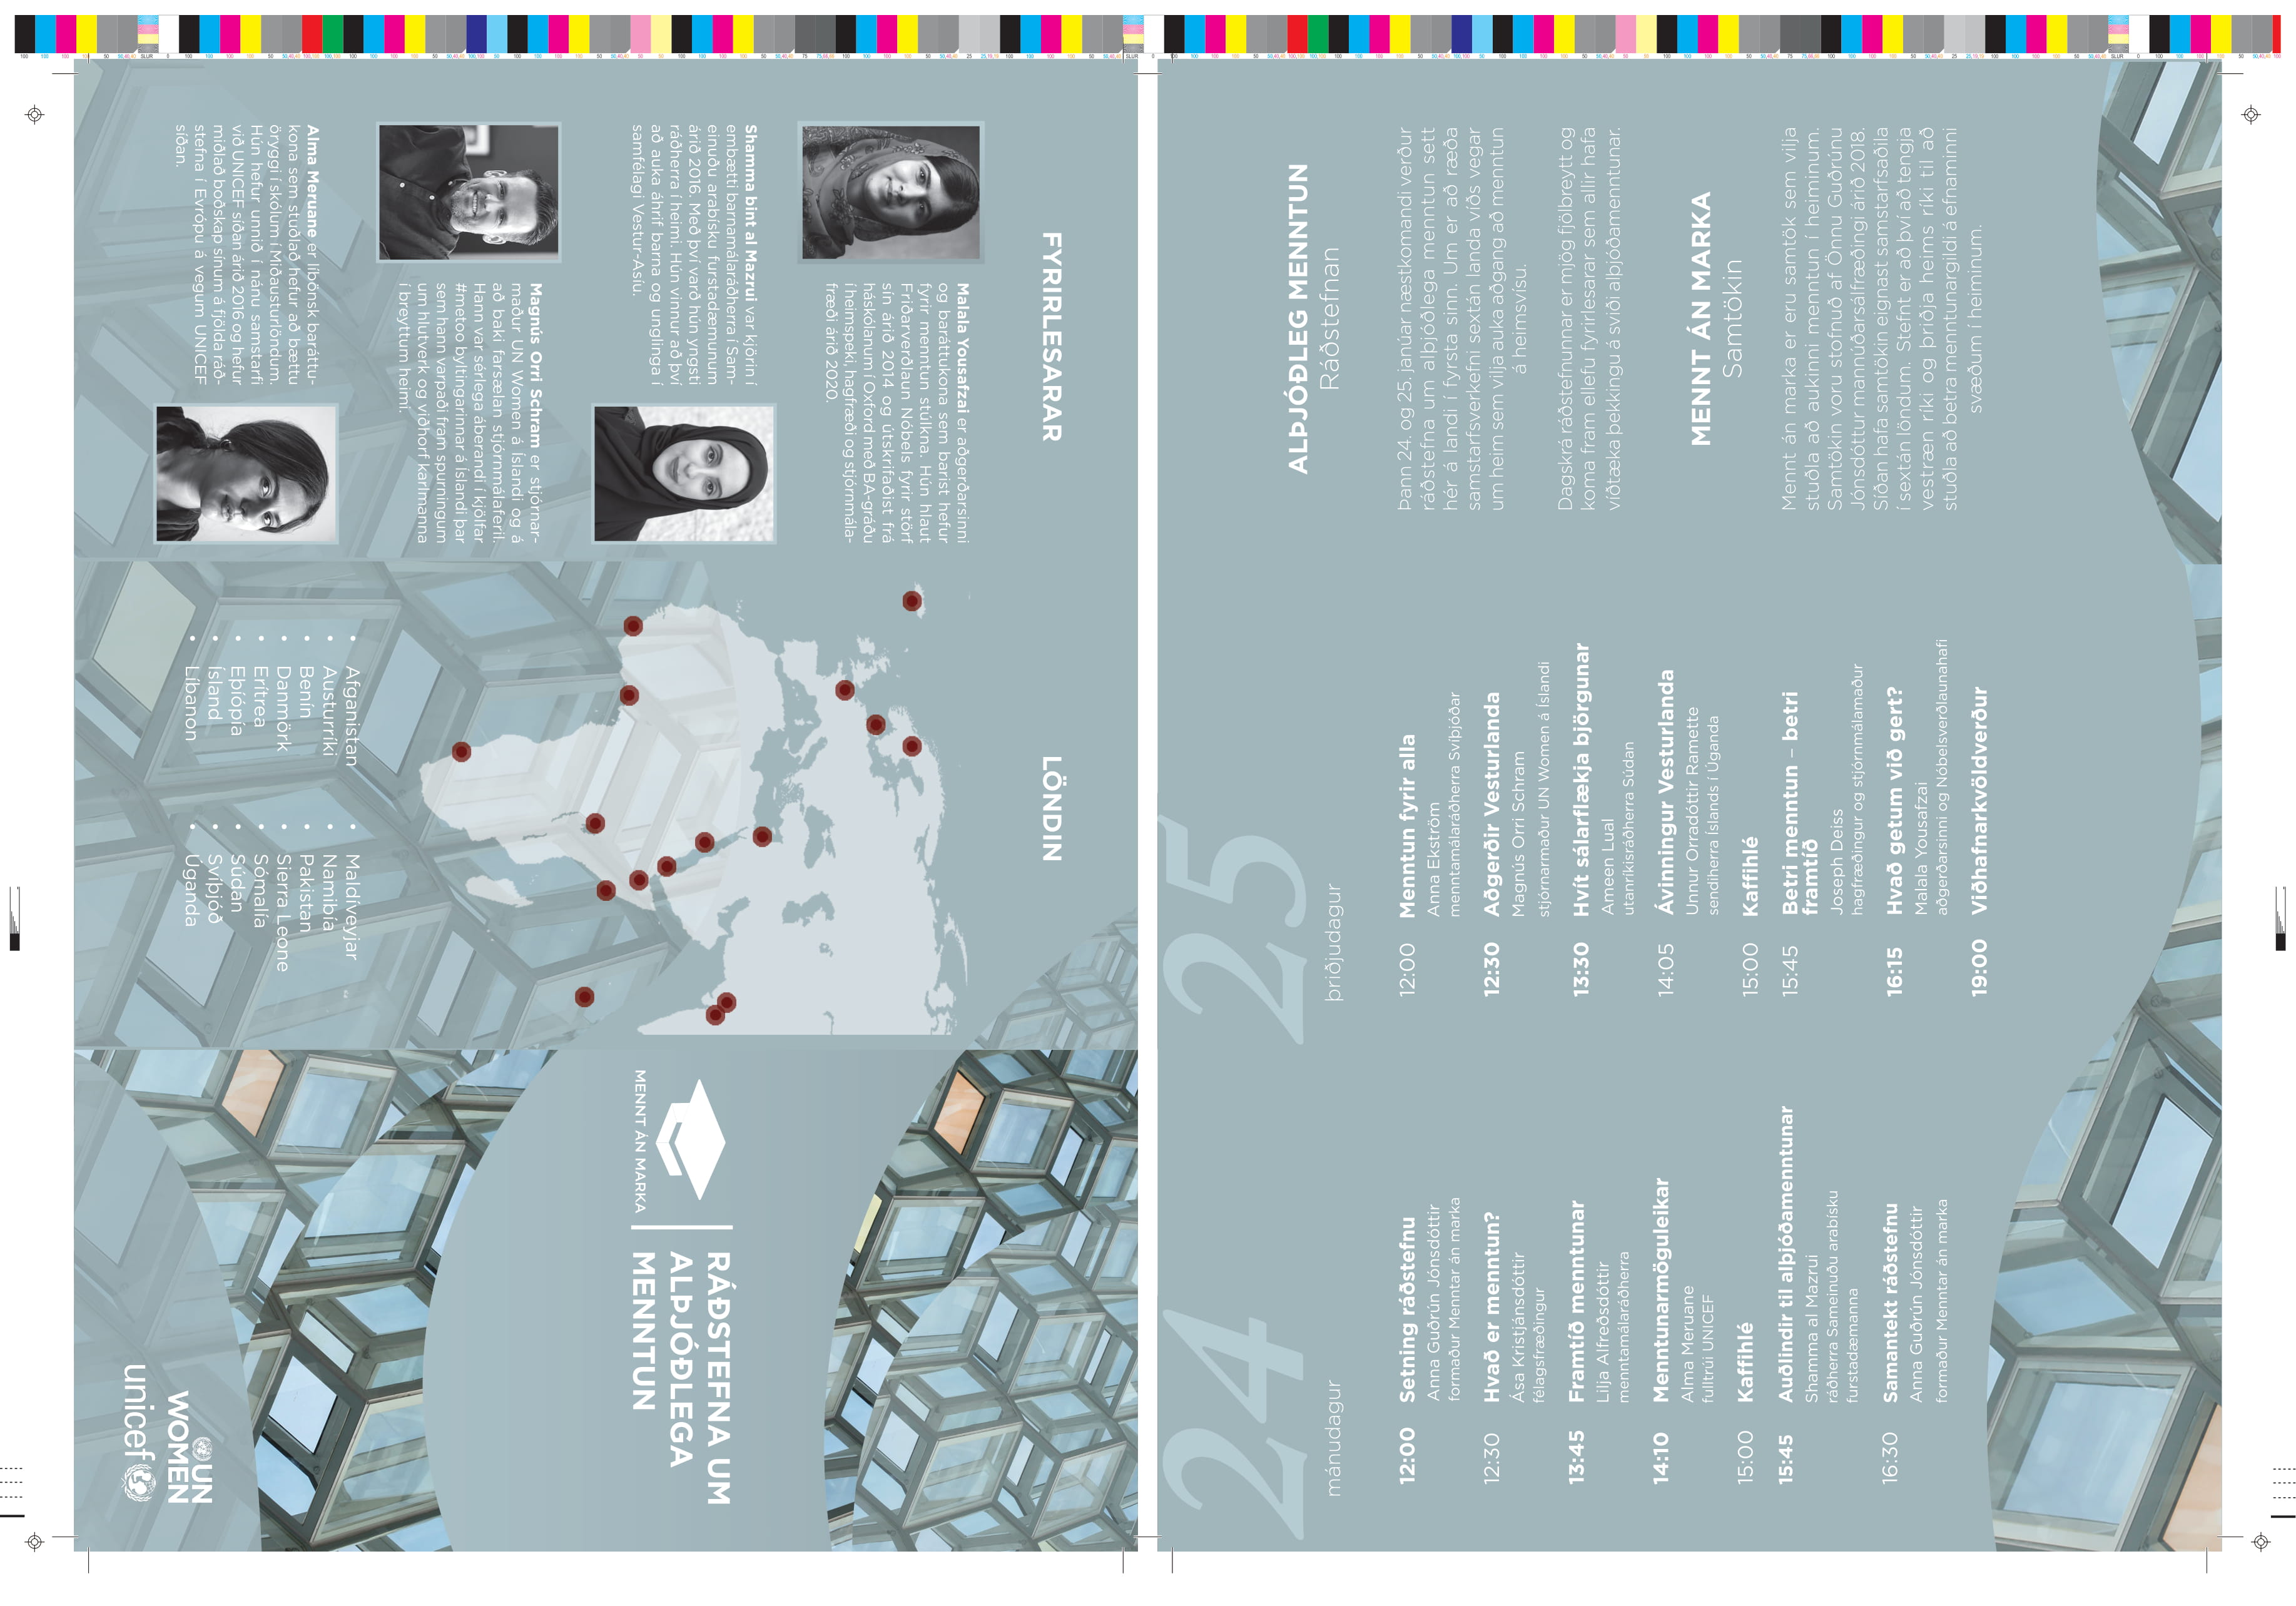 FYRIRLESARAR
Malala Yousafzai er aðgerðarsinni
og baráttukona sem barist hefur
fyrir menntun stúlkna. Hún hlaut
Friðarverðlaun Nóbels fyrir störf
sín árið 2014 og útskrifaðist frá
háskólanum í Oxford með BA-gráðu
í heimspeki, hagfræði og stjórnmála-
fræði árið 2020.
Shamma bint al Mazrui var kjörin í
embætti barnamálaráðherra í Sam-
einuðu arabísku furstadæmunum
árið 2016. Með því varð hún yngsti
ráðherra í heimi. Hún vinnur að því
að auka áhrif barna og unglinga í
samfélagi Vestur-Asíu.
Magnús Orri Schram er stjórnar-
maður UN Women á Íslandi og á
að baki farsælan stjórnmálaferil.
Hann var sérlega áberandi í kjölfar
#metoo byltingarinnar á Íslandi þar
sem hann varpaði fram spurningum
um hlutverk og viðhorf karlmanna
í breyttum heimi.
Alma Meruane er líbönsk baráttu-
kona sem stuðlað hefur að bættu
öryggi í skólum í Miðausturlöndum.
Hún hefur unnið í nánu samstarfi
við UNICEF síðan árið 2016 og hefur
miðlað boðskap sínum á fjölda ráð-
stefna í Evrópu á vegum UNICEF
síðan.
LÖNDIN
• Afganistan
• Austurríki
• Benín
• Danmörk
• Erítrea
• Eþíópía
• Ísland
• Líbanon
• Maldíveyjar
• Namibía
• Pakistan
• Sierra Leone
• Sómalía
• Súdan
• Svíþjóð
• Úganda
MENNT ÁN MARKA
RÁÐSTEFNA UM
ALÞJÓÐLEGA
MENNTUN
UN
WOMEN
unicef
24
mánudagur
12:00 Setning ráðstefnu
Anna Guðrún Jónsdóttir
formaður Menntar án marka
12:30 Hvað er menntun?
Ása Kristjánsdóttir
félagsfræðingur
13:45 Framtíð menntunar
Lilja Alfreðsdóttir
menntamálaráðherra
14:10 Menntunarmöguleikar
Alma Meruane
fulltrúi UNICEF
15:00 Kaffihlé
15:45 Auðlindir til alþjóðamenntunar
Shamma al Mazrui
ráðherra Sameinuðu arabísku
furstadæmanna
16:30 Samantekt ráðstefnu
Anna Guðrún Jónsdóttir
formaður Menntar án marka
25
þriðjudagur
12:00 Menntun fyrir alla
Anna Ekström
menntamálaráðherra Svíþjóðar
12:30 Aðgerðir Vesturlanda
Magnús Orri Schram
stjórnarmaður UN Women á Íslandi
13:30 Hvít sálarflækja björgunar
Ameen Lual
utanríkisráðherra Súdan
14:05 Ávinningur Vesturlanda
Unnur Orradóttir Ramette
sendiherra Íslands í Úganda
15:00 Kaffihlé
15:45 Betri menntun – betri
framtíð
Joseph Deiss
hagfræðingur og stjórnmálamaður
16:15 Hvað getum við gert?
Malala Yousafzai
aðgerðarsinni og Nóbelsverðlaunahafi
19:00 Viðhafnarkvöldverður
ALÞJÓÐLEG MENNTUN
Ráðstefnan
Þann 24. og 25. janúar næstkomandi verður
ráðstefna um alþjóðlega menntun sett
hér á landi í fyrsta sinn. Um er að ræða
samstarfsverkefni sextán landa víðs vegar
um heim sem vilja auka aðgang að menntun
á heimsvísu.
Dagskrá ráðstefnunnar er mjög fjölbreytt og
koma fram ellefu fyrirlesarar sem allir hafa
víðtæka þekkingu á sviði alþjóðamenntunar.
MENNT ÁN MARKA
Samtökin
Mennt án marka er eru samtök sem vilja
stuðla að aukinni menntun í heiminum.
Samtökin voru stofnuð af Önnu Guðrúnu
Jónsdóttur mannúðarsálfræðingi árið 2018.
Síðan hafa samtökin eignast samstarfsaðila
í sextán löndum. Stefnt er að því að tengja
vestræn ríki og þriðja heims ríki til að
stuðla að betra menntunargildi á efnaminni
svæðum í heiminum.